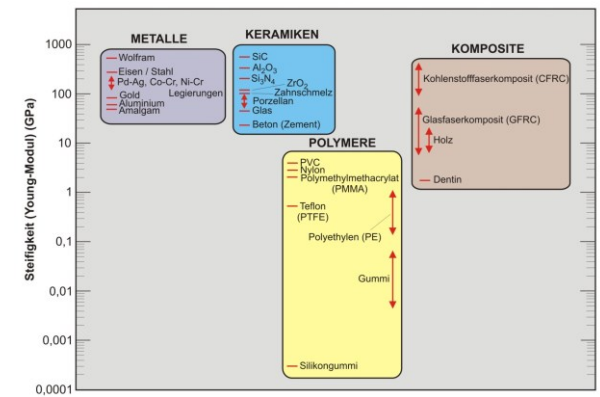 METALLE
KERAMIKEN
KOMPOSITE
POLYMERE
Steifigkeit (Young-Modul) (GPa)
1000
100
10
1
0,1
0,01
0,001
0,0001
Wolfram
Eisen / Stahl
Pd-Ag, Co-Cr, Ni-Cr
Legierungen
Gold
Aluminium
Amalgam
SiC
Al2O3
Si3N4
ZrO2
Zahnschmelz
Porzellan
Glas
Beton (Zement)
Kohlenstofffaserkomposit (CFRC)
Glasfaserkomposit (GFRC)
Holz
Dentin
PVC
Nylon
Polymethylmethacrylat
(PMMA)
Teflon
(PTFE)
Polyethylen (PE)
Gummi
Silikongummi